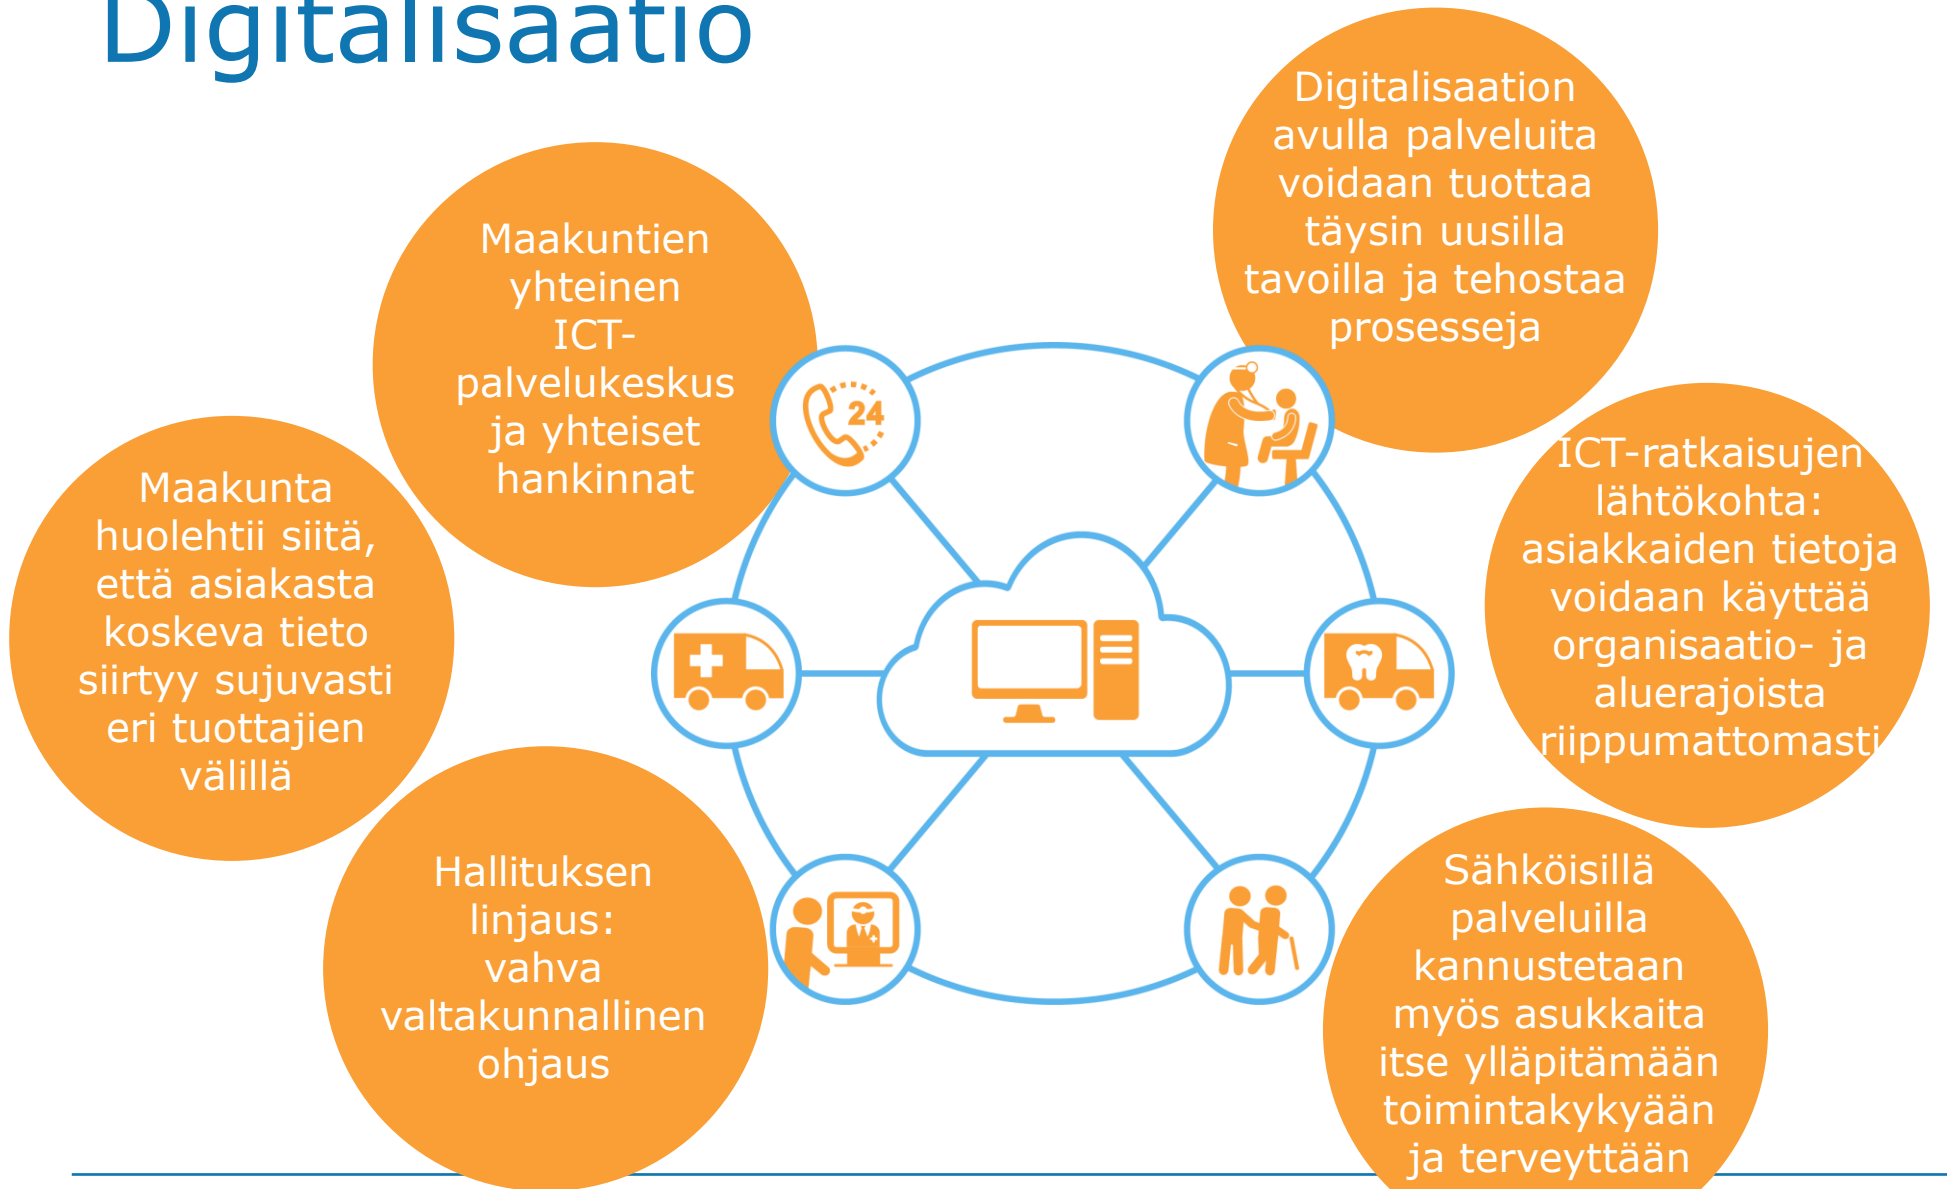 Digitalisaatio
Digitalisaation
avulla palveluita
voidaan tuottaa
täysin uusilla
tavoilla ja tehostaa
prosesseja
Maakuntien
yhteinen
ICT-
palvelukeskus
ja yhteiset
hankinnat
24
ICT-ratkaisujen
lähtökohta:
asiakkaiden tietoja
voidaan käyttää
organisaatio- ja
aluerajoista
riippumattomasti
Maakunta
huolehtii siitä,
että asiakasta
koskeva tieto
siirtyy sujuvasti
eri tuottajien
välillä
Hallituksen
linjaus:
vahva
valtakunnallinen
ohjaus
Sähköisillä
palveluilla
kannustetaan
myös asukkaita
itse ylläpitämään
toimintakykyään
ja terveyttään